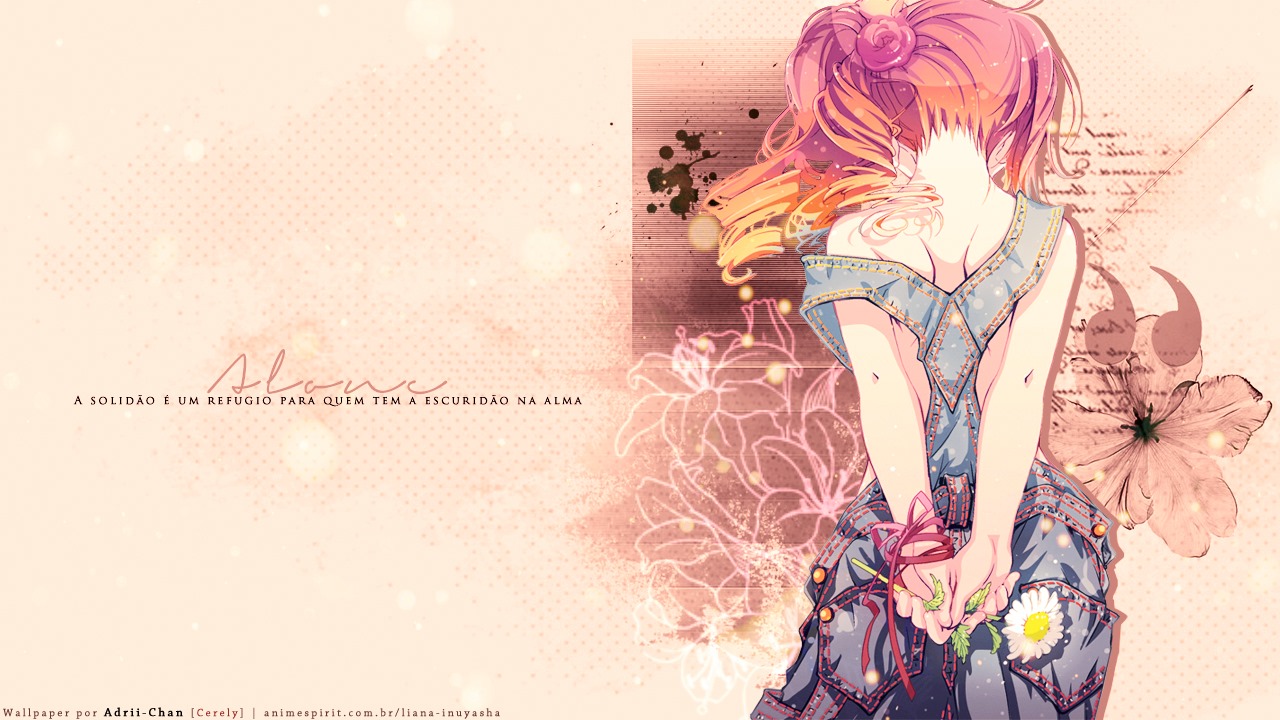 Alone
A SOLIDÃO É UM REFUGIO PARA QUEM TEM A ESCURIDÃO NA ALMA
Wallpaper por Adrii-Chan [Cerely] | animespirit.com.br/liana-inuyasha